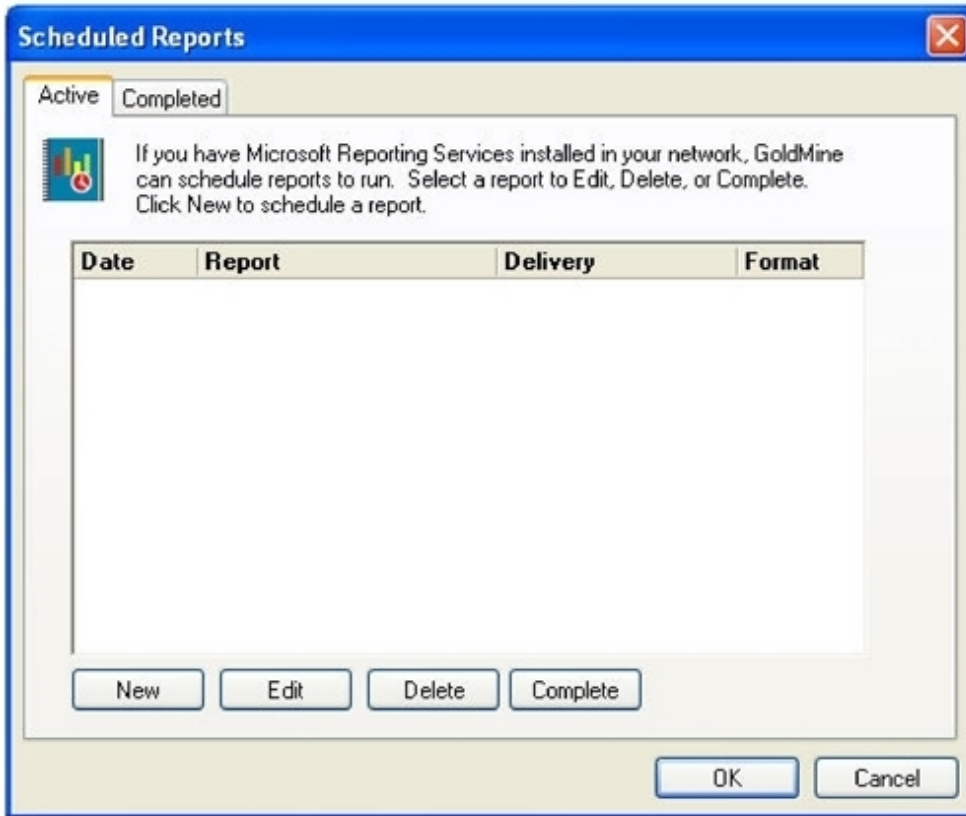 Scheduled Reports
Active Completed
If you have Microsoft Reporting Services installed in your network, GoldMine
can schedule reports to run. Select a report to Edit, Delete, or Complete.
Click New to schedule a report.
Date Report Delivery Format
New Edit Delete Complete
OK Cancel